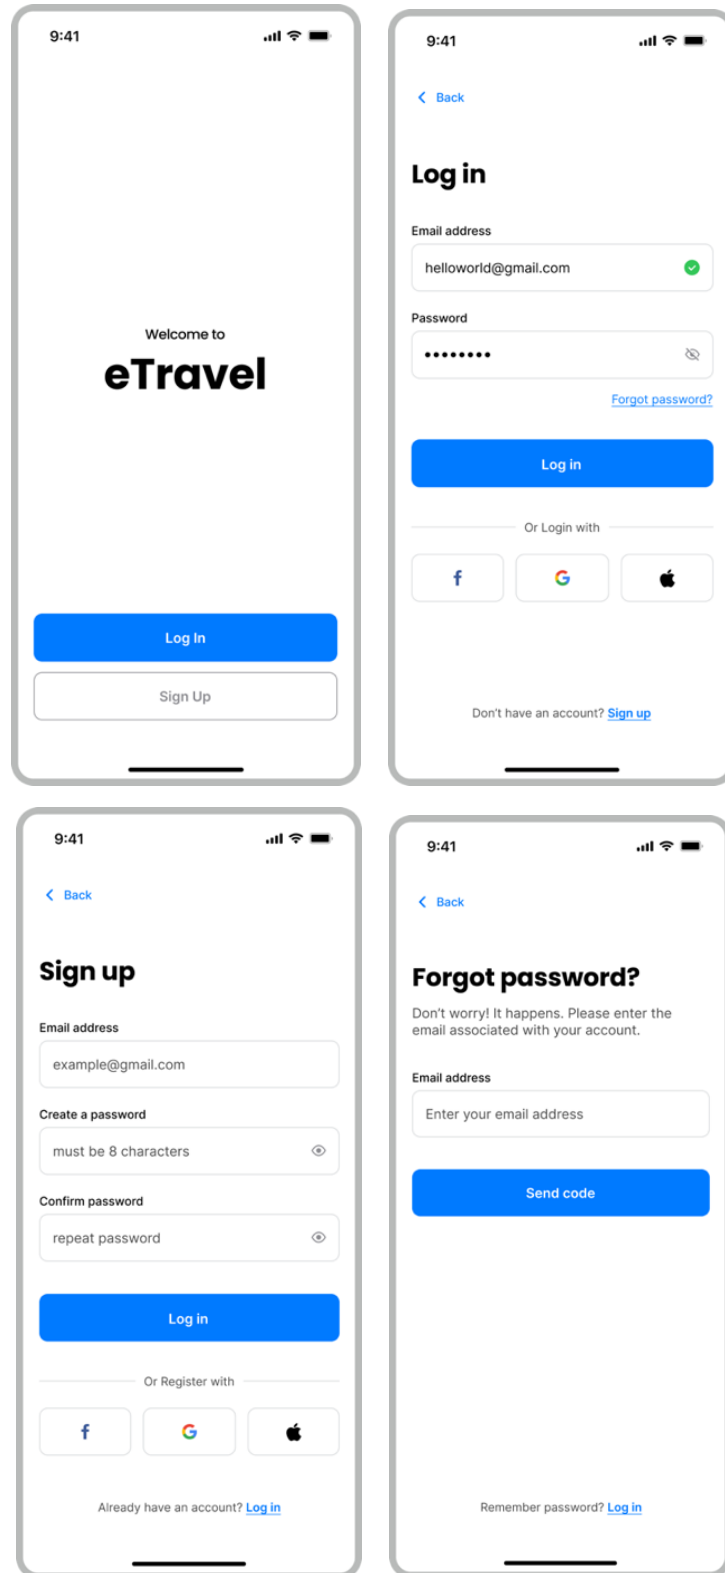 9:41
Welcome to
eTravel
Log In
Sign Up
9:41
Back
Log in
Email address
helloworld@gmail.com
Password
Forgot password?
Log in
Or Login with
f
G
Don't have an account? Sign up
9:41
Back
Sign up
Email address
example@gmail.com
Create a password
must be 8 characters
Confirm password
repeat password
Log in
Or Register with
f
G
Already have an account? Log in
9:41
Back
Forgot password?
Don't worry! It happens. Please enter the
email associated with your account.
Email address
Enter your email address
Send code
Remember password? Log in